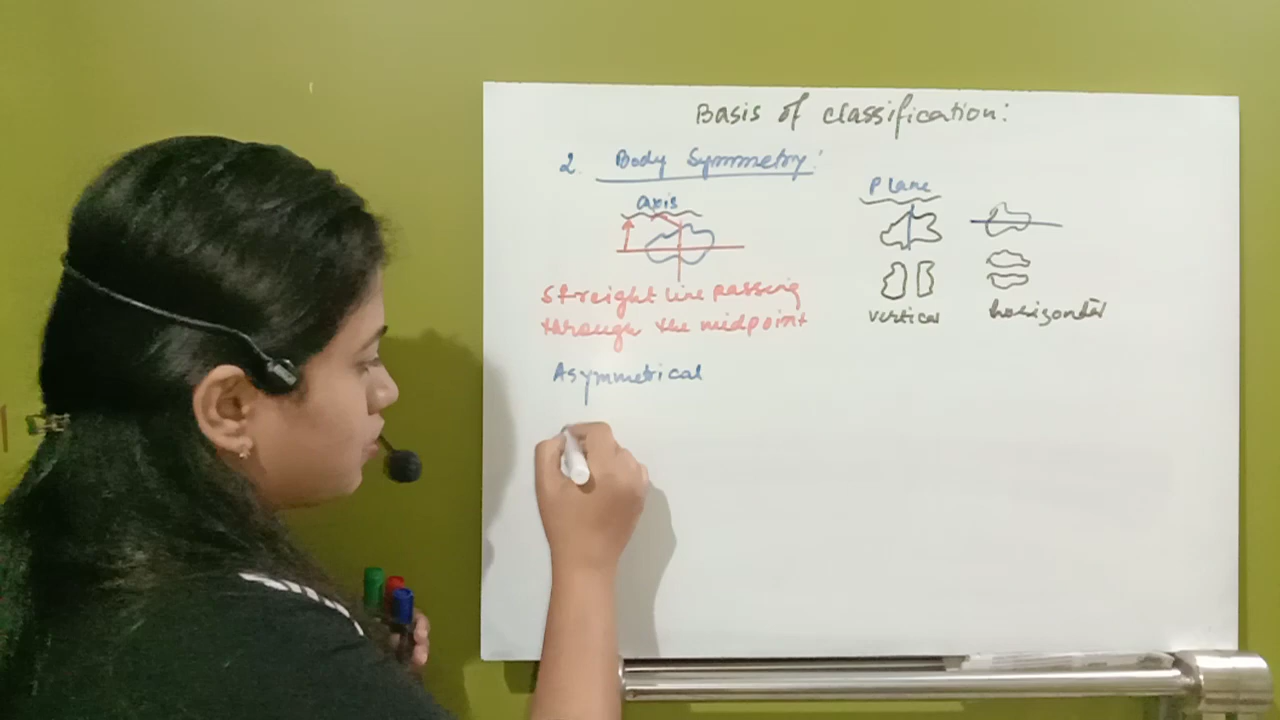 Basis of classification:
2. Body Symmetry:
axis
Straight line passing
through the midpoint
Plane
vertical
horizontal
Asymmetrical